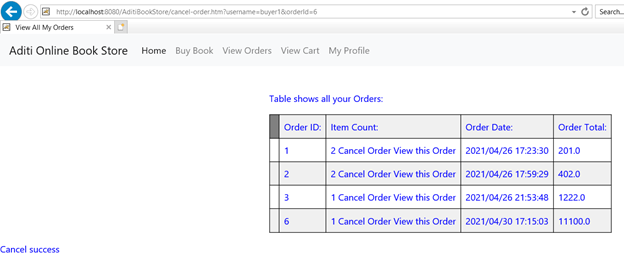 http://localhost:8080/AditiBookStore/cancel-order.htm?username=buyer1&orderId=6 Search...
View All My Orders
Aditi Online Book Store Home Buy Book View Orders View Cart My Profile
Table shows all your Orders:
Order ID: Item Count: Order Date: Order Total:
1 2 Cancel Order View this Order 2021/04/26 17:23:30 201.0
2 2 Cancel Order View this Order 2021/04/26 17:59:29 402.0
3 1 Cancel Order View this Order 2021/04/26 21:53:48 1222.0
6 1 Cancel Order View this Order 2021/04/30 17:15:03 11100.0
Cancel success